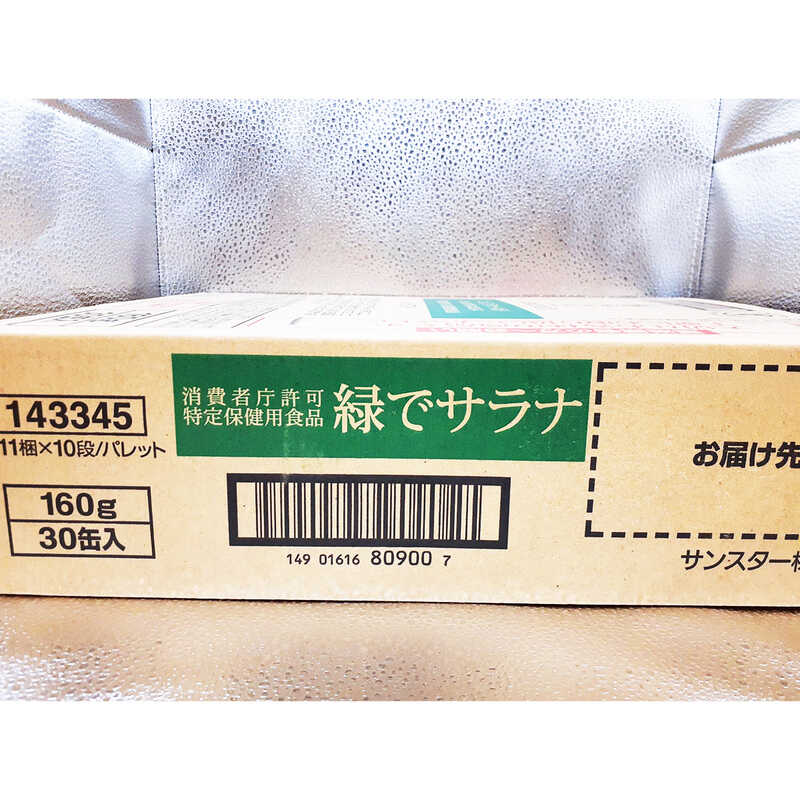 消費者庁許可
特定保健用食品
緑でサラナ
143345
11梱×10段/パレット
160g
30缶入
149 01616 80900 7
お届け先
サンスター